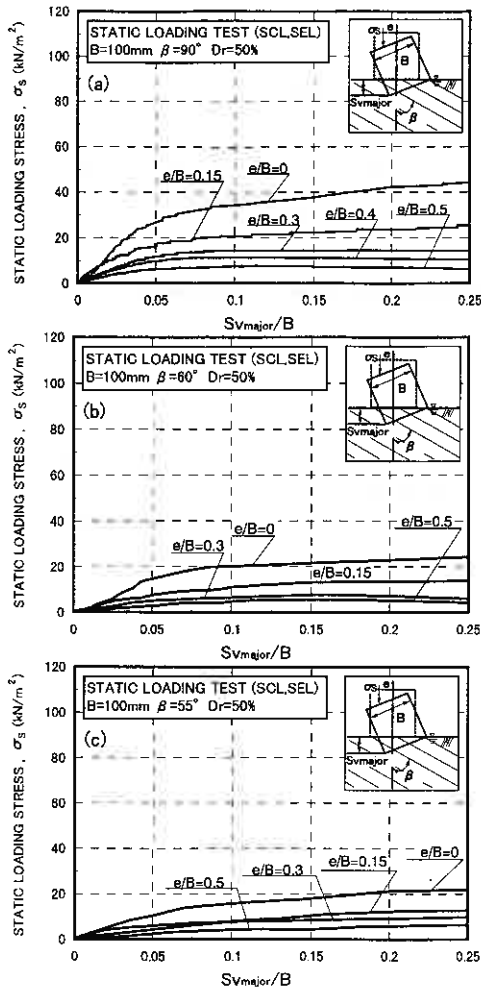 STATIC LOADING TEST (SCL,SEL)
B=100mm β=90° Dr=50%
(a)
STATIC LOADING STRESS , σs (kN/m²)
120
100
80
60
40
20
0
0 0.05 0.1 0.15 0.2 0.25
Svmajor/B
e/B=0.15
e/B=0
e/B=0.3
e/B=0.4
e/B=0.5
σs e
B
Svmajor
β
STATIC LOADING TEST (SCL,SEL)
B=100mm β=60° Dr=50%
(b)
STATIC LOADING STRESS , σs (kN/m²)
120
100
80
60
40
20
0
0 0.05 0.1 0.15 0.2 0.25
Svmajor/B
e/B=0.3
e/B=0
e/B=0.15
e/B=0.5
σs e
B
Svmajor
β
STATIC LOADING TEST (SCL,SEL)
B=100mm β=55° Dr=50%
(c)
STATIC LOADING STRESS , σs (kN/m²)
120
100
80
60
40
20
0
0 0.05 0.1 0.15 0.2 0.25
Svmajor/B
e/B=0.5
e/B=0.3
e/B=0.15
e/B=0
σs e
B
Svmajor
β